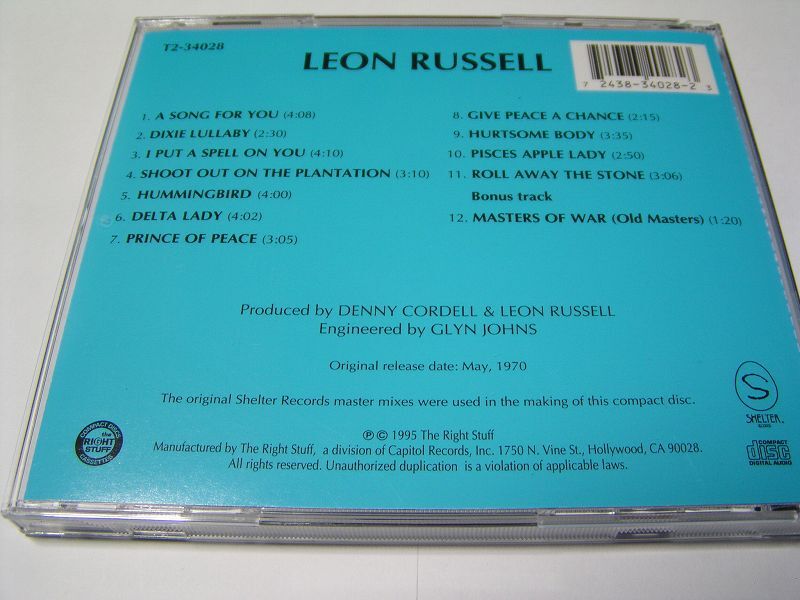 T2-34028
LEON RUSSELL
7 2438-34028-2 3
1. A SONG FOR YOU (4:08)
2. DIXIE LULLABY (2:30)
3. I PUT A SPELL ON YOU (4:10)
4. SHOOT OUT ON THE PLANTATION (3:10)
5. HUMMINGBIRD (4:00)
6. DELTA LADY (4:02)
7. PRINCE OF PEACE (3:05)
8. GIVE PEACE A CHANCE (2:15)
9. HURTSOME BODY (3:35)
10. PISCES APPLE LADY (2:50)
11. ROLL AWAY THE STONE (3:06)
Bonus track
12. MASTERS OF WAR (Old Masters) (1:20)
Produced by DENNY CORDELL & LEON RUSSELL
Engineered by GLYN JOHNS
Original release date: May, 1970
The original Shelter Records master mixes were used in the making of this compact disc.
℗ © 1995 The Right Stuff
Manufactured by The Right Stuff, a division of Capitol Records, Inc. 1750 N. Vine St., Hollywood, CA 90028.
All rights reserved. Unauthorized duplication is a violation of applicable laws.
COMPACT DISCS
the
RIGHT
STUFF
CASSETTES
S
SHELTER
COMPACT
disc
DIGITAL AUDIO